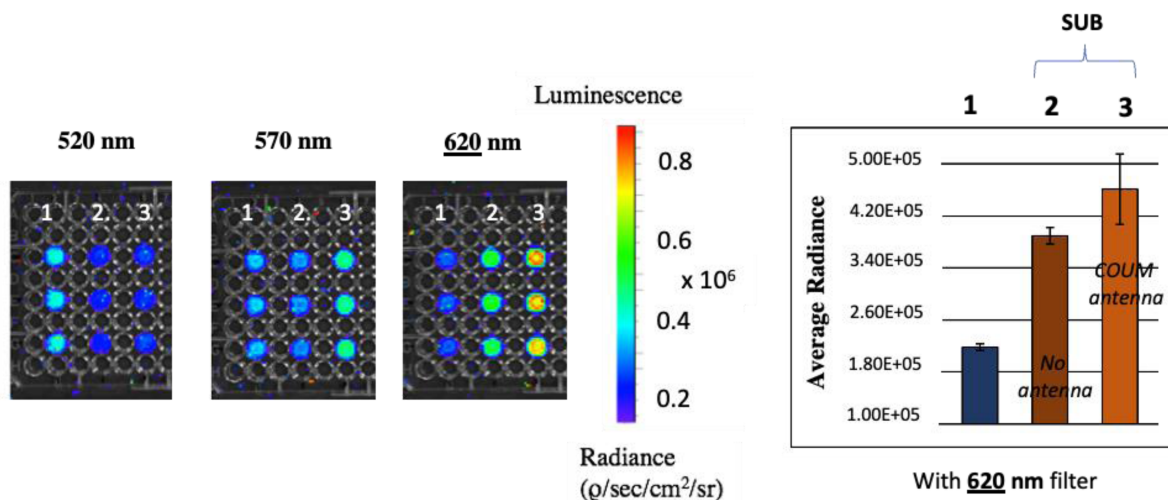 520 nm
570 nm
620 nm
1 2. 3.
1 2. 3
1 2. 3
Luminescence
0.8
0.6
x 10⁶
0.4
0.2
Radiance
(ρ/sec/cm²/sr)
SUB
1 2 3
Average Radiance
5.00E+05
4.20E+05
3.40E+05
2.60E+05
1.80E+05
1.00E+05
No
antenna
COUM
antenna
With 620 nm filter